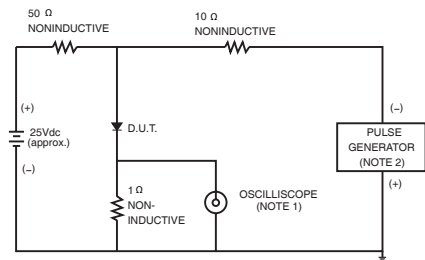 50 Ω
NONINDUCTIVE
10 Ω
NONINDUCTIVE
(+)
25Vdc
(approx.)
(–)
D.U.T.
1 Ω
NON-
INDUCTIVE
OSCILLISCOPE
(NOTE 1)
(–)
PULSE
GENERATOR
(NOTE 2)
(+)